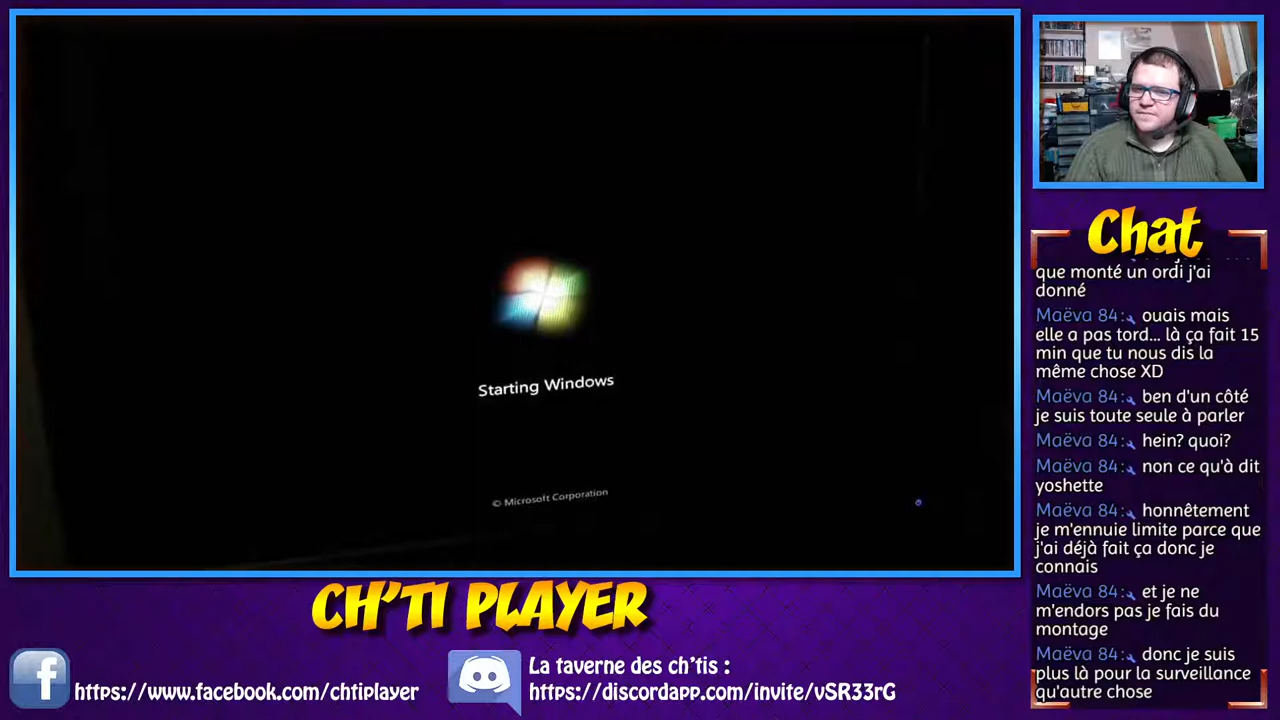 Starting Windows
© Microsoft Corporation
CH'TI PLAYER
https://www.facebook.com/chtiplayer
La taverne des ch'tis :
https://discordapp.com/invite/vSR33rG
Chat
que monté un ordi j'ai
donné
Maëva 84: ouais mais
elle a pas tord... là ça fait 15
min que tu nous dis la
même chose XD
Maëva 84: ben d'un côté
je suis toute seule à parler
Maëva 84: hein? quoi?
Maëva 84: non ce qu'à dit
yoshette
Maëva 84: honnêtement
je m'ennuie limite parce que
j'ai déjà fait ça donc je
connais
Maëva 84: et je ne
m'endors pas je fais du
montage
Maëva 84: donc je suis
plus là pour la surveillance
qu'autre chose